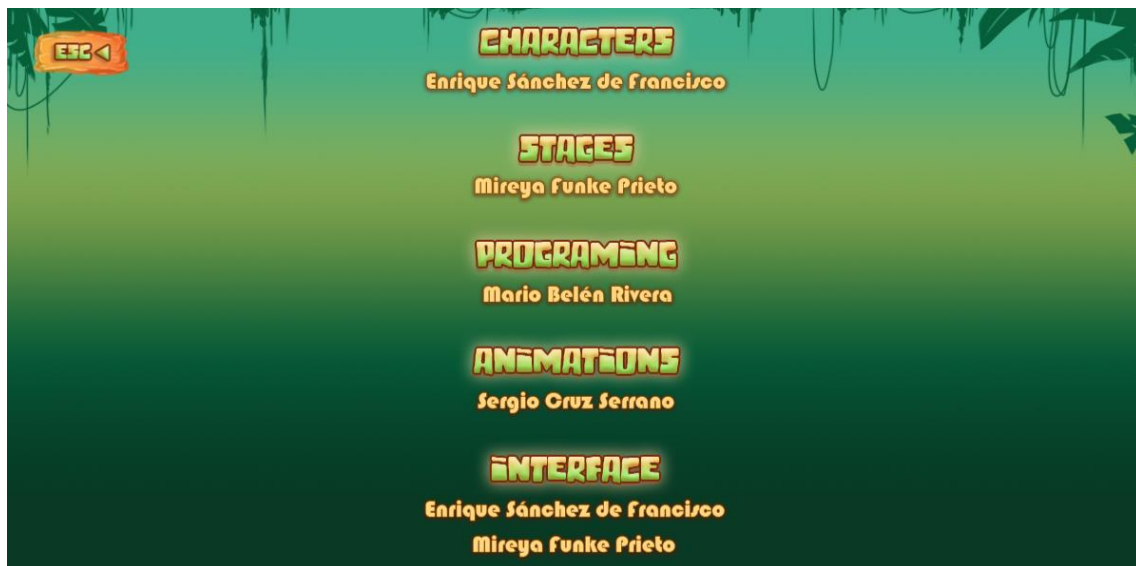 ESC
CHARACTERS
Enrique Sánchez de Francisco
STAGES
Mireya Funke Prieto
PROGRAMING
Mario Belén Rivera
ANIMATIONS
Sergio Cruz Serrano
INTERFACE
Enrique Sánchez de Francisco
Mireya Funke Prieto